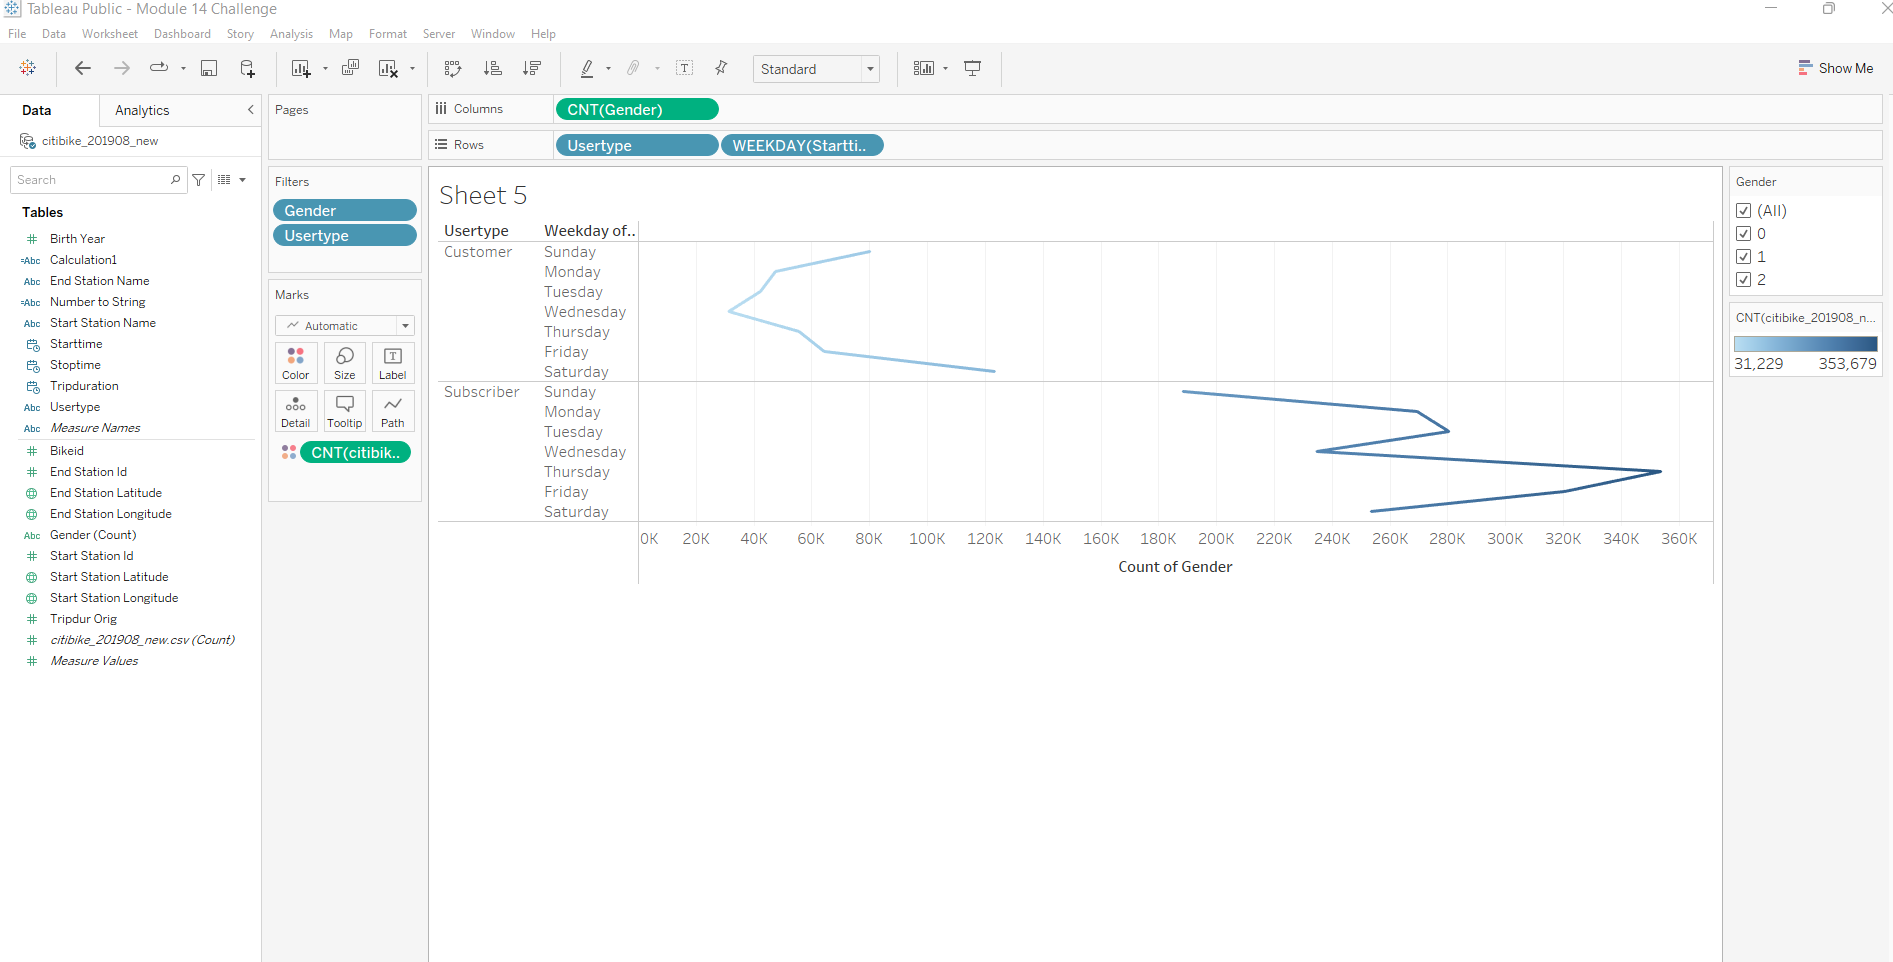 Tableau Public - Module 14 Challenge
File Data Worksheet Dashboard Story Analysis Map Format Server Window Help
Standard
Show Me
Data Analytics
citibike_201908_new
Search
Tables
# Birth Year
=Abc Calculation1
Abc End Station Name
=Abc Number to String
Abc Start Station Name
Starttime
Stoptime
Tripduration
Abc Usertype
Abc Measure Names
# Bikeid
# End Station Id
End Station Latitude
End Station Longitude
Abc Gender (Count)
# Start Station Id
Start Station Latitude
Start Station Longitude
# Tripdur Orig
# citibike_201908_new.csv (Count)
# Measure Values
Pages
Filters
Gender
Usertype
Marks
Automatic
Color Size Label
Detail Tooltip Path
CNT(citibik..
Columns CNT(Gender)
Rows Usertype WEEKDAY(Startti..
Sheet 5
Usertype Weekday of..
Customer Sunday
Monday
Tuesday
Wednesday
Thursday
Friday
Saturday
Subscriber Sunday
Monday
Tuesday
Wednesday
Thursday
Friday
Saturday
0K 20K 40K 60K 80K 100K 120K 140K 160K 180K 200K 220K 240K 260K 280K 300K 320K 340K 360K
Count of Gender
Gender
(All)
0
1
2
CNT(citibike_201908_n...
31,229 353,679